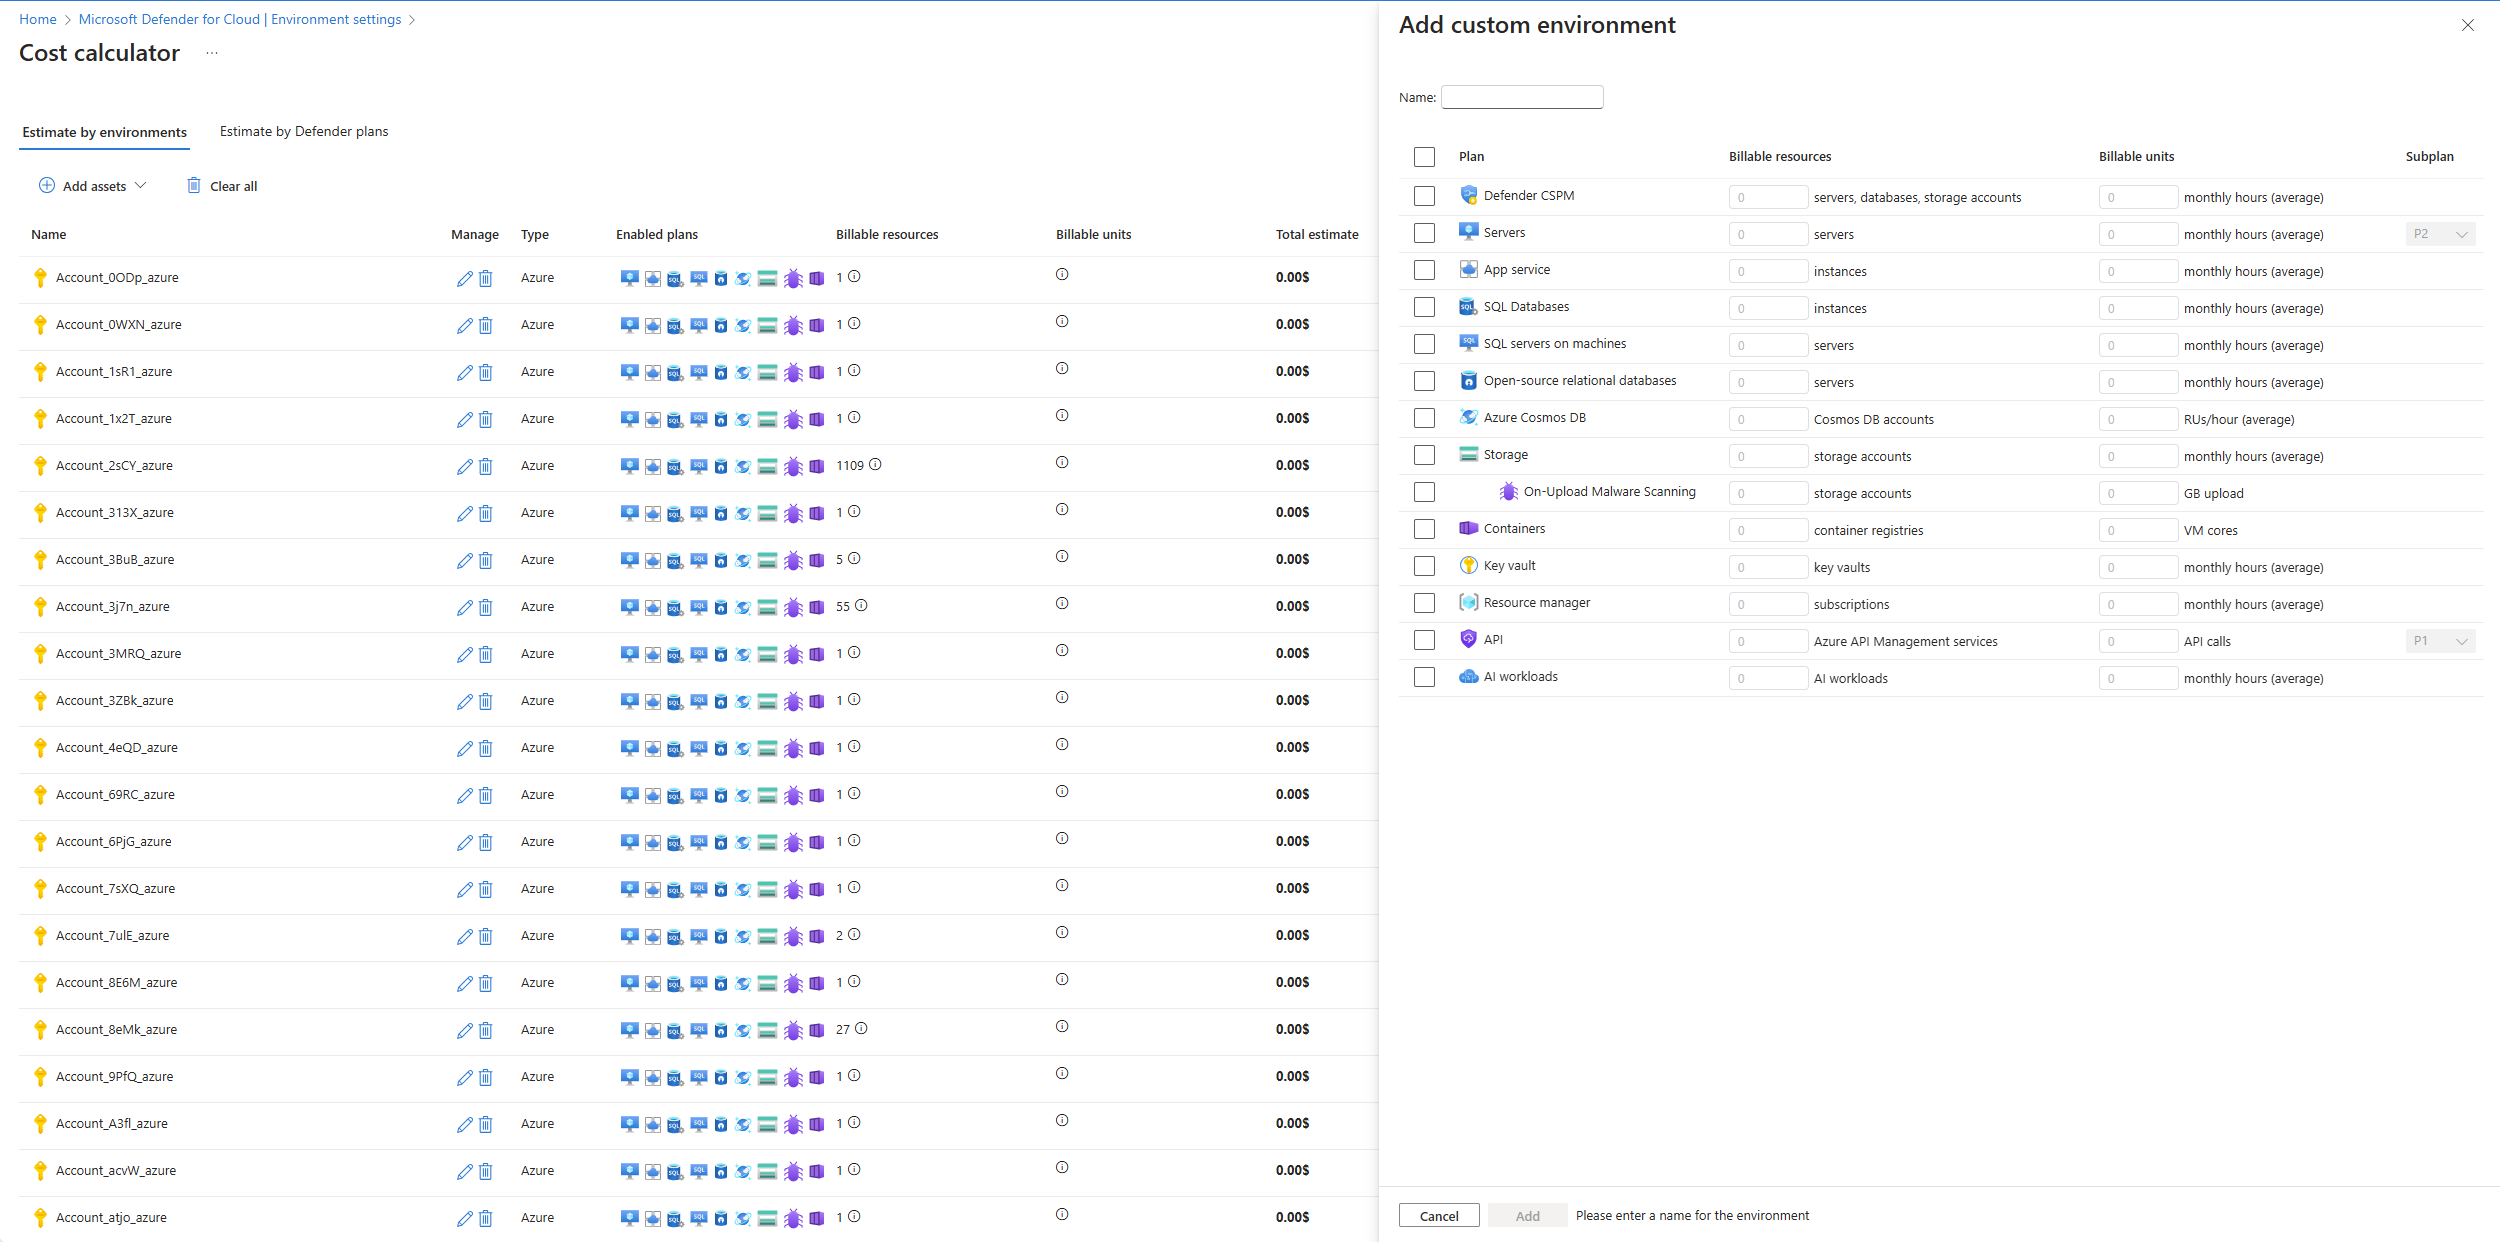 Home > Microsoft Defender for Cloud | Environment settings >
Cost calculator ...
Estimate by environments Estimate by Defender plans
Add assets Clear all
Name Manage Type Enabled plans Billable resources Billable units Total estimate
Account_0ODp_azure Azure 1 0.00$
Account_0WXN_azure Azure 1 0.00$
Account_1sR1_azure Azure 1 0.00$
Account_1x2T_azure Azure 1 0.00$
Account_2sCY_azure Azure 1109 0.00$
Account_313X_azure Azure 1 0.00$
Account_3BuB_azure Azure 5 0.00$
Account_3j7n_azure Azure 55 0.00$
Account_3MRQ_azure Azure 1 0.00$
Account_3ZBk_azure Azure 1 0.00$
Account_4eQD_azure Azure 1 0.00$
Account_69RC_azure Azure 1 0.00$
Account_6PjG_azure Azure 1 0.00$
Account_7sXQ_azure Azure 1 0.00$
Account_7ulE_azure Azure 2 0.00$
Account_8E6M_azure Azure 1 0.00$
Account_8eMk_azure Azure 27 0.00$
Account_9PfQ_azure Azure 1 0.00$
Account_A3fl_azure Azure 1 0.00$
Account_acvW_azure Azure 1 0.00$
Account_atjo_azure Azure 1 0.00$
Add custom environment
Name:
Plan Billable resources Billable units Subplan
Defender CSPM 0 servers, databases, storage accounts 0 monthly hours (average)
Servers 0 servers 0 monthly hours (average) P2
App service 0 instances 0 monthly hours (average)
SQL Databases 0 instances 0 monthly hours (average)
SQL servers on machines 0 servers 0 monthly hours (average)
Open-source relational databases 0 servers 0 monthly hours (average)
Azure Cosmos DB 0 Cosmos DB accounts 0 RUs/hour (average)
Storage 0 storage accounts 0 monthly hours (average)
On-Upload Malware Scanning 0 storage accounts 0 GB upload
Containers 0 container registries 0 VM cores
Key vault 0 key vaults 0 monthly hours (average)
Resource manager 0 subscriptions 0 monthly hours (average)
API 0 Azure API Management services 0 API calls P1
AI workloads 0 AI workloads 0 monthly hours (average)
Cancel Add Please enter a name for the environment